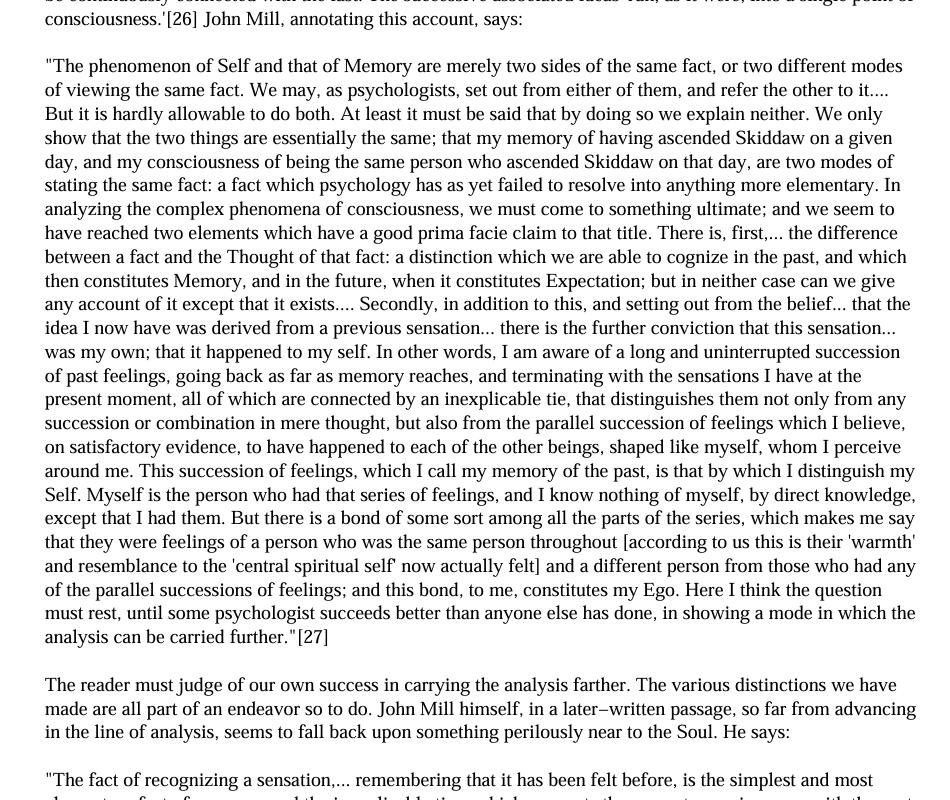 consciousness.'[26] John Mill, annotating this account, says:
"The phenomenon of Self and that of Memory are merely two sides of the same fact, or two different modes
of viewing the same fact. We may, as psychologists, set out from either of them, and refer the other to it....
But it is hardly allowable to do both. At least it must be said that by doing so we explain neither. We only
show that the two things are essentially the same; that my memory of having ascended Skiddaw on a given
day, and my consciousness of being the same person who ascended Skiddaw on that day, are two modes of
stating the same fact: a fact which psychology has as yet failed to resolve into anything more elementary. In
analyzing the complex phenomena of consciousness, we must come to something ultimate; and we seem to
have reached two elements which have a good prima facie claim to that title. There is, first,... the difference
between a fact and the Thought of that fact: a distinction which we are able to cognize in the past, and which
then constitutes Memory, and in the future, when it constitutes Expectation; but in neither case can we give
any account of it except that it exists.... Secondly, in addition to this, and setting out from the belief... that the
idea I now have was derived from a previous sensation... there is the further conviction that this sensation...
was my own; that it happened to my self. In other words, I am aware of a long and uninterrupted succession
of past feelings, going back as far as memory reaches, and terminating with the sensations I have at the
present moment, all of which are connected by an inexplicable tie, that distinguishes them not only from any
succession or combination in mere thought, but also from the parallel succession of feelings which I believe,
on satisfactory evidence, to have happened to each of the other beings, shaped like myself, whom I perceive
around me. This succession of feelings, which I call my memory of the past, is that by which I distinguish my
Self. Myself is the person who had that series of feelings, and I know nothing of myself, by direct knowledge,
except that I had them. But there is a bond of some sort among all the parts of the series, which makes me say
that they were feelings of a person who was the same person throughout [according to us this is their 'warmth'
and resemblance to the 'central spiritual self' now actually felt] and a different person from those who had any
of the parallel successions of feelings; and this bond, to me, constitutes my Ego. Here I think the question
must rest, until some psychologist succeeds better than anyone else has done, in showing a mode in which the
analysis can be carried further."[27]
The reader must judge of our own success in carrying the analysis farther. The various distinctions we have
made are all part of an endeavor so to do. John Mill himself, in a later−written passage, so far from advancing
in the line of analysis, seems to fall back upon something perilously near to the Soul. He says:
"The fact of recognizing a sensation,... remembering that it has been felt before, is the simplest and most